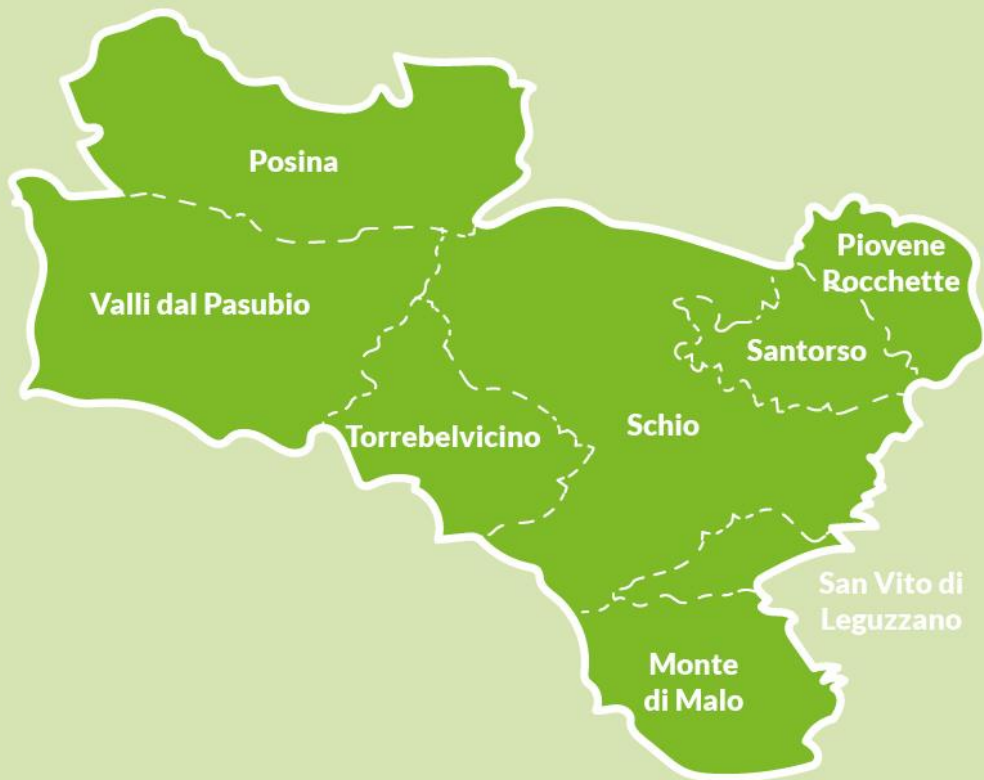 Posina
Piovene
Rocchette
Valli dal Pasubio
Santorso
Schio
Torrebelvicino
San Vito di
Leguzzano
Monte
di Malo